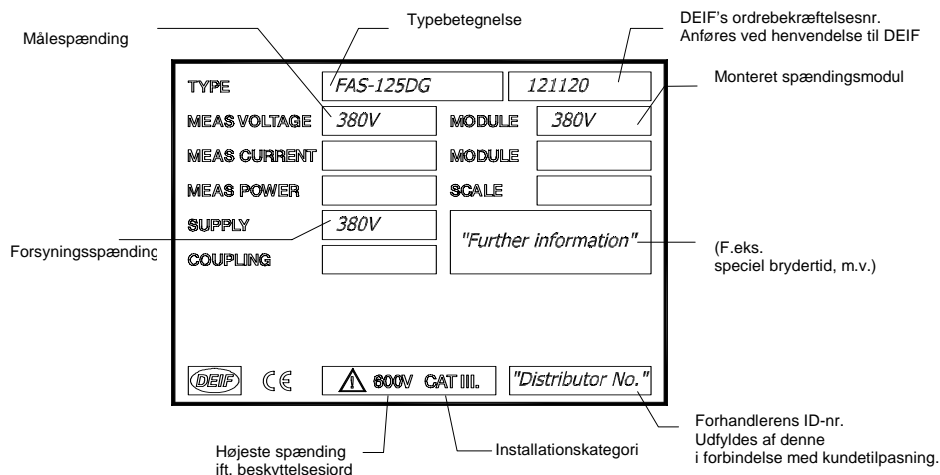 Typebetegnelse
DEIF's ordrebekræftelsesnr.
Anføres ved henvendelse til DEIF
Målespænding
Monteret spændingsmodul
TYPE FAS-125DG 121120
MEAS VOLTAGE 380V MODULE 380V
MEAS CURRENT MODULE
MEAS POWER SCALE
SUPPLY 380V "Further information"
COUPLING
Forsyningsspænding
(F.eks.
speciel brydertid, m.v.)
DEIF CE ⚠ 600V CAT III. "Distributor No."
Højeste spænding
ift. beskyttelsesjord
Installationskategori
Forhandlerens ID-nr.
Udfyldes af denne
i forbindelse med kundetilpasning.